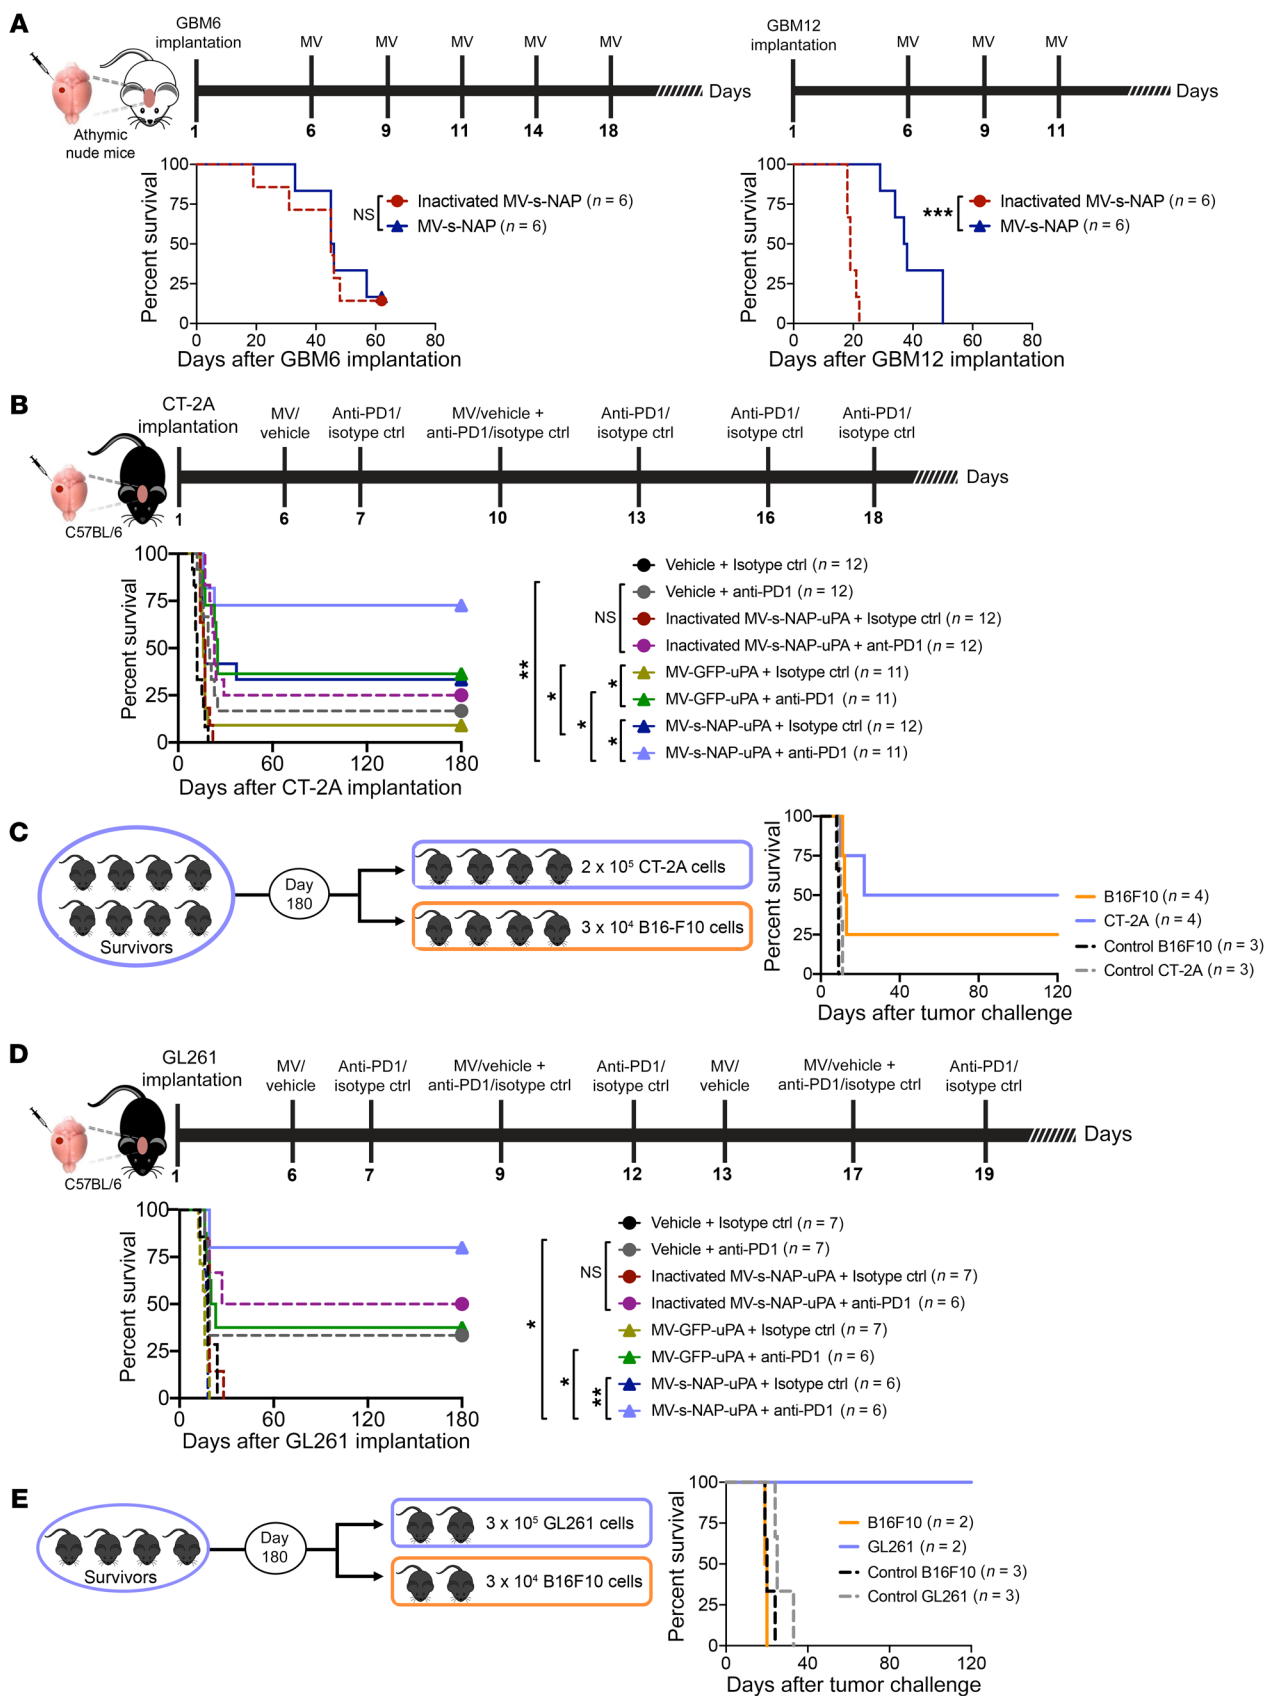 A
GBM6
implantation
MV
MV
MV
MV
MV
Days
1
6
9
11
14
18
Athymic
nude mice
GBM12
implantation
MV
MV
MV
Days
1
6
9
11
Percent survival
100
75
50
25
0
0
20
40
60
80
Days after GBM6 implantation
NS
Inactivated MV-s-NAP (n = 6)
MV-s-NAP (n = 6)
Percent survival
100
75
50
25
0
0
20
40
60
80
Days after GBM12 implantation
***
Inactivated MV-s-NAP (n = 6)
MV-s-NAP (n = 6)
B
CT-2A
implantation
MV/
vehicle
Anti-PD1/
isotype ctrl
MV/vehicle +
anti-PD1/isotype ctrl
Anti-PD1/
isotype ctrl
Anti-PD1/
isotype ctrl
Anti-PD1/
isotype ctrl
Days
1
6
7
10
13
16
18
C57BL/6
Percent survival
100
75
50
25
0
0
60
120
180
Days after CT-2A implantation
**
*
*
NS
*
*
Vehicle + Isotype ctrl (n = 12)
Vehicle + anti-PD1 (n = 12)
Inactivated MV-s-NAP-uPA + Isotype ctrl (n = 12)
Inactivated MV-s-NAP-uPA + ant-PD1 (n = 12)
MV-GFP-uPA + Isotype ctrl (n = 11)
MV-GFP-uPA + anti-PD1 (n = 11)
MV-s-NAP-uPA + Isotype ctrl (n = 12)
MV-s-NAP-uPA + anti-PD1 (n = 11)
C
Survivors
Day
180
2 x 10⁵ CT-2A cells
3 x 10⁴ B16-F10 cells
Percent survival
100
75
50
25
0
0
40
80
120
Days after tumor challenge
B16F10 (n = 4)
CT-2A (n = 4)
Control B16F10 (n = 3)
Control CT-2A (n = 3)
D
GL261
implantation
MV/
vehicle
Anti-PD1/
isotype ctrl
MV/vehicle +
anti-PD1/isotype ctrl
Anti-PD1/
isotype ctrl
MV/
vehicle
MV/vehicle +
anti-PD1/isotype ctrl
Anti-PD1/
isotype ctrl
Days
1
6
7
9
12
13
17
19
C57BL/6
Percent survival
100
75
50
25
0
0
60
120
180
Days after GL261 implantation
*
*
NS
**
Vehicle + Isotype ctrl (n = 7)
Vehicle + anti-PD1 (n = 7)
Inactivated MV-s-NAP-uPA + Isotype ctrl (n = 7)
Inactivated MV-s-NAP-uPA + anti-PD1 (n = 6)
MV-GFP-uPA + Isotype ctrl (n = 7)
MV-GFP-uPA + anti-PD1 (n = 6)
MV-s-NAP-uPA + Isotype ctrl (n = 6)
MV-s-NAP-uPA + anti-PD1 (n = 6)
E
Survivors
Day
180
3 x 10⁵ GL261 cells
3 x 10⁴ B16F10 cells
Percent survival
100
75
50
25
0
0
40
80
120
Days after tumor challenge
B16F10 (n = 2)
GL261 (n = 2)
Control B16F10 (n = 3)
Control GL261 (n = 3)